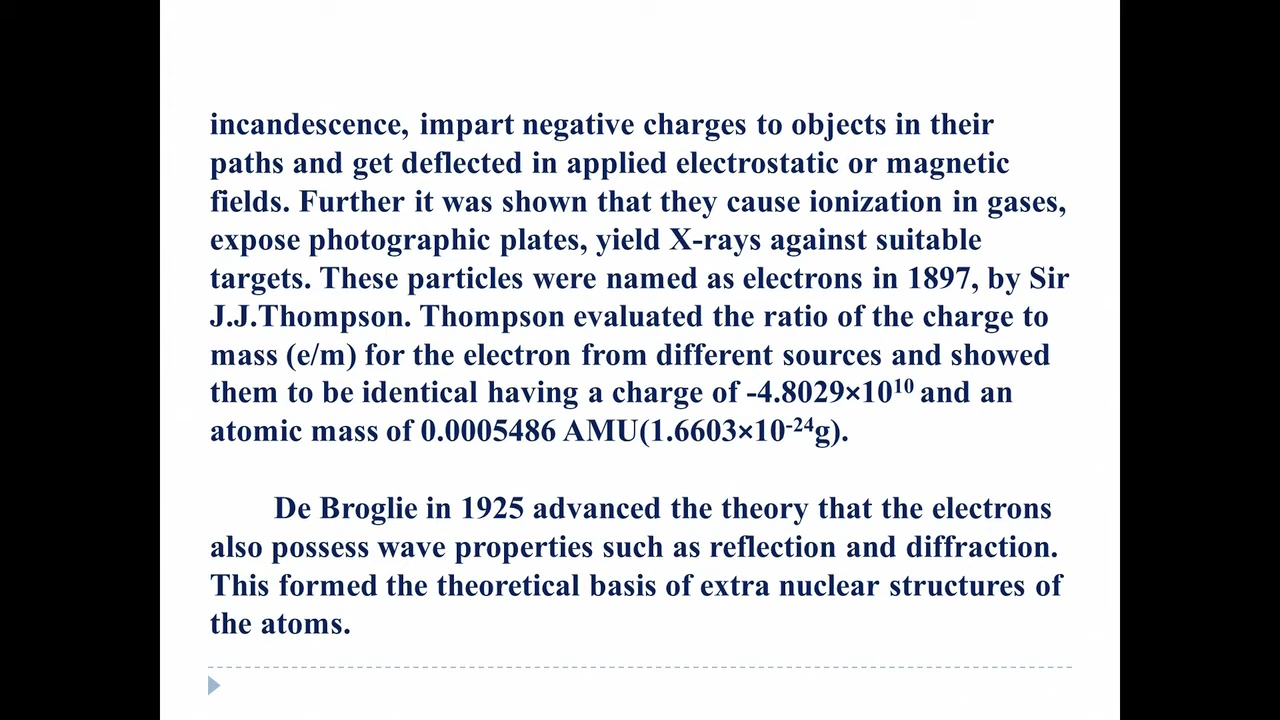 incandescence, impart negative charges to objects in their
paths and get deflected in applied electrostatic or magnetic
fields. Further it was shown that they cause ionization in gases,
expose photographic plates, yield X-rays against suitable
targets. These particles were named as electrons in 1897, by Sir
J.J.Thompson. Thompson evaluated the ratio of the charge to
mass (e/m) for the electron from different sources and showed
them to be identical having a charge of -4.8029×10¹⁰ and an
atomic mass of 0.0005486 AMU(1.6603×10⁻²⁴g).
De Broglie in 1925 advanced the theory that the electrons
also possess wave properties such as reflection and diffraction.
This formed the theoretical basis of extra nuclear structures of
the atoms.